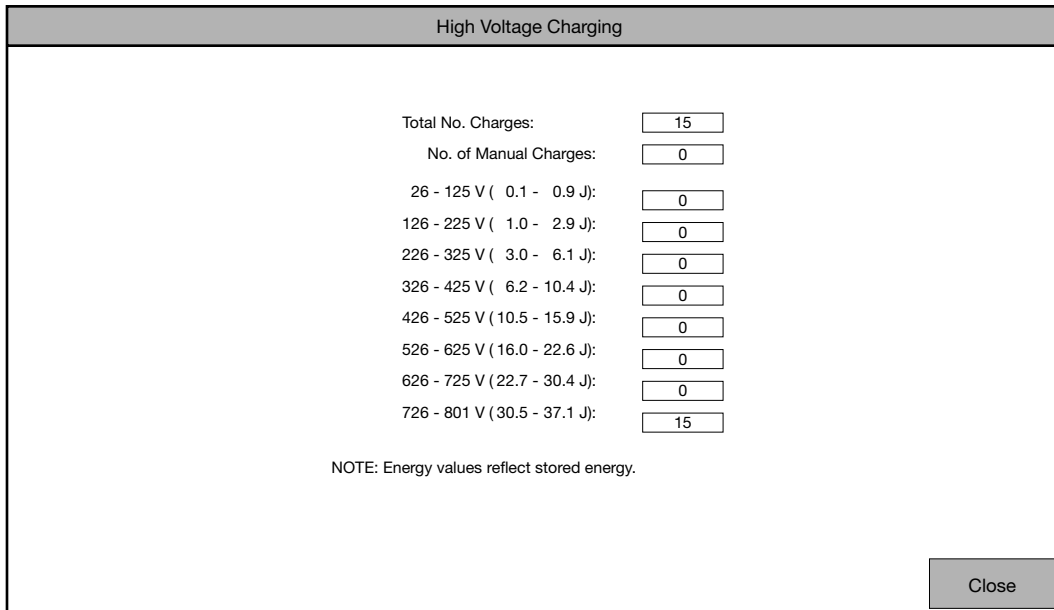 High Voltage Charging
Total No. Charges: 15
No. of Manual Charges: 0
26 - 125 V ( 0.1 - 0.9 J): 0
126 - 225 V ( 1.0 - 2.9 J): 0
226 - 325 V ( 3.0 - 6.1 J): 0
326 - 425 V ( 6.2 - 10.4 J): 0
426 - 525 V (10.5 - 15.9 J): 0
526 - 625 V (16.0 - 22.6 J): 0
626 - 725 V (22.7 - 30.4 J): 0
726 - 801 V (30.5 - 37.1 J): 15
NOTE: Energy values reflect stored energy.
Close